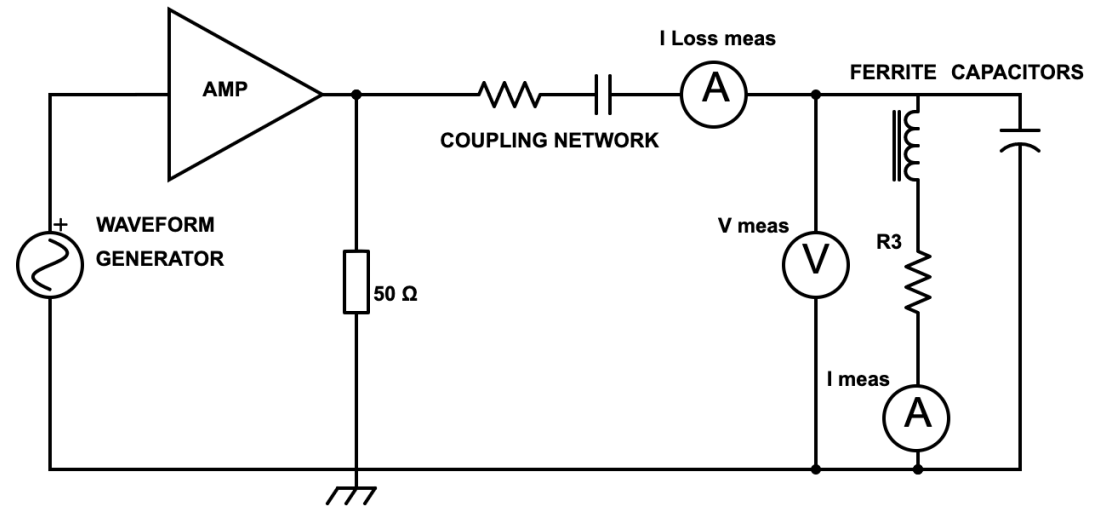 I Loss meas
AMP
A
FERRITE CAPACITORS
COUPLING NETWORK
+ WAVEFORM
GENERATOR
V meas
V
R3
50 Ω
I meas
A